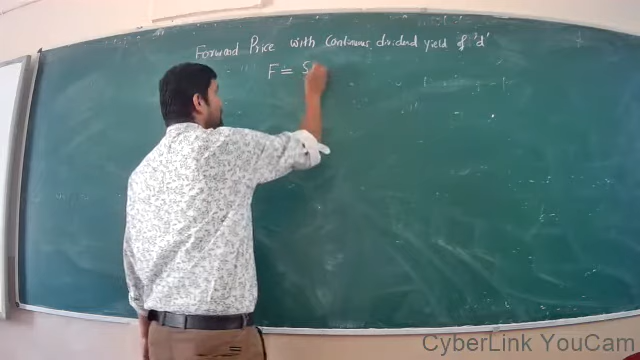 Forward Price with Continuous dividend yield of 'd'
F = S
CyberLink YouCam